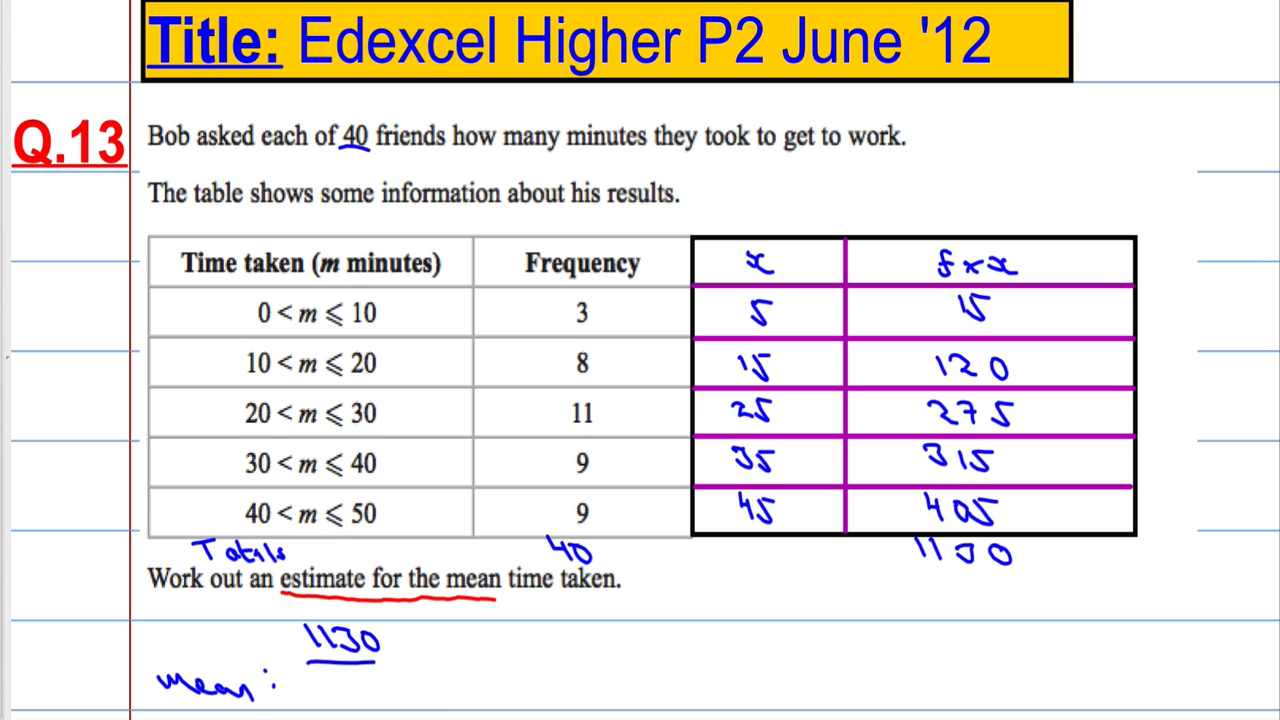 Title: Edexcel Higher P2 June '12
Q.13
Bob asked each of 40 friends how many minutes they took to get to work.
The table shows some information about his results.
Time taken (m minutes) Frequency x f × x
0 < m ⩽ 10 3 5 15
10 < m ⩽ 20 8 15 120
20 < m ⩽ 30 11 25 275
30 < m ⩽ 40 9 35 315
40 < m ⩽ 50 9 45 405
Totals 40 1130
Work out an estimate for the mean time taken.
1130
mean: